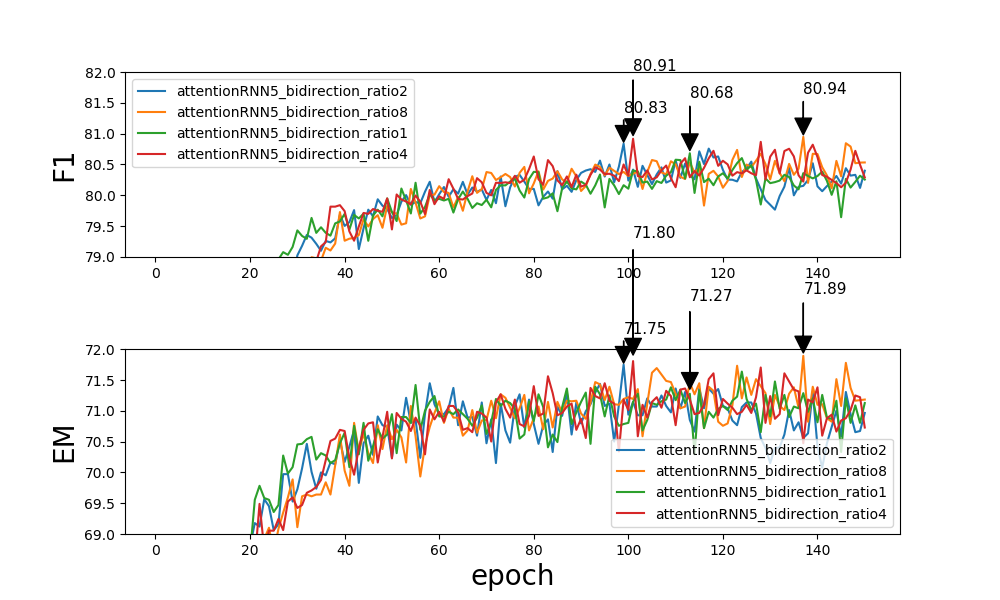 80.91
80.94
80.68
80.83
82.0
81.5
81.0
80.5
80.0
79.5
79.0
F1
attentionRNN5_bidirection_ratio2
attentionRNN5_bidirection_ratio8
attentionRNN5_bidirection_ratio1
attentionRNN5_bidirection_ratio4
0 20 40 60 80 100 120 140
71.80
71.89
71.27
71.75
72.0
71.5
71.0
70.5
70.0
69.5
69.0
EM
attentionRNN5_bidirection_ratio2
attentionRNN5_bidirection_ratio8
attentionRNN5_bidirection_ratio1
attentionRNN5_bidirection_ratio4
0 20 40 60 80 100 120 140
epoch